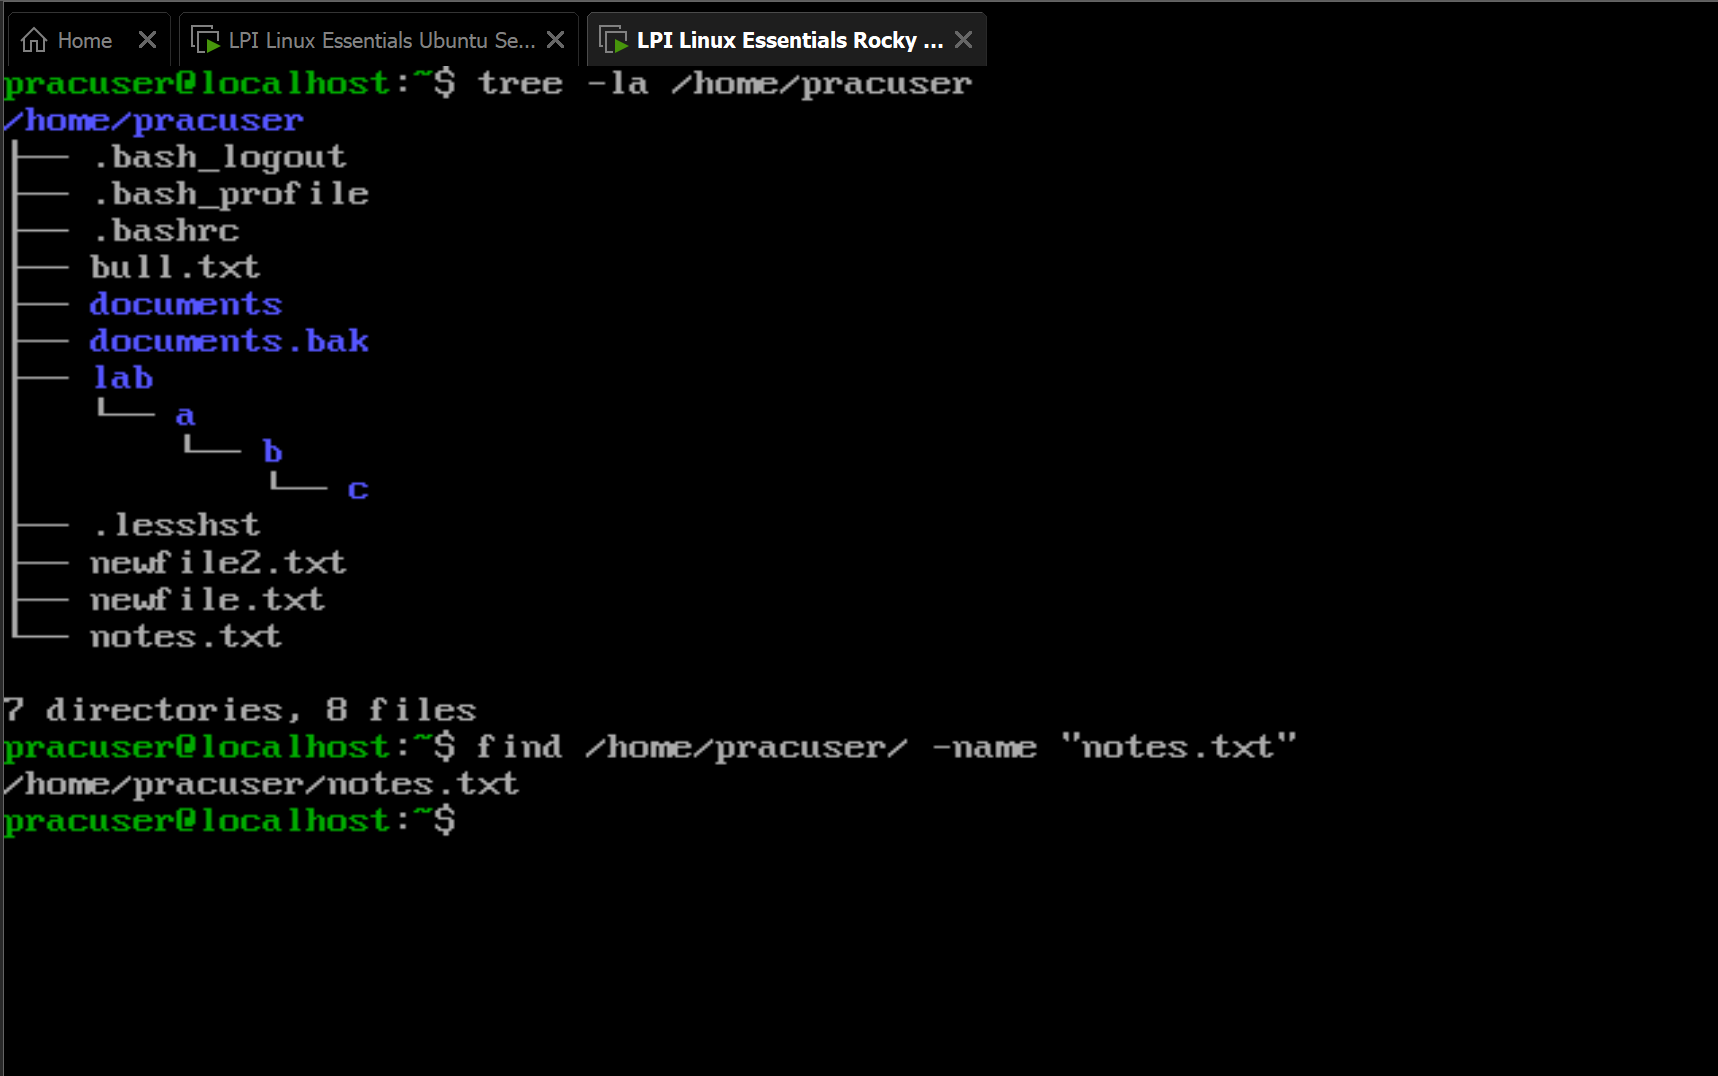 Home
LPI Linux Essentials Ubuntu Se...
LPI Linux Essentials Rocky ...
pracuser@localhost:~$ tree -la /home/pracuser
/home/pracuser
├── .bash_logout
├── .bash_profile
├── .bashrc
├── bull.txt
├── documents
├── documents.bak
├── lab
│   └── a
│       └── b
│           └── c
├── .lesshst
├── newfile2.txt
├── newfile.txt
└── notes.txt
7 directories, 8 files
pracuser@localhost:~$ find /home/pracuser/ -name "notes.txt"
/home/pracuser/notes.txt
pracuser@localhost:~$